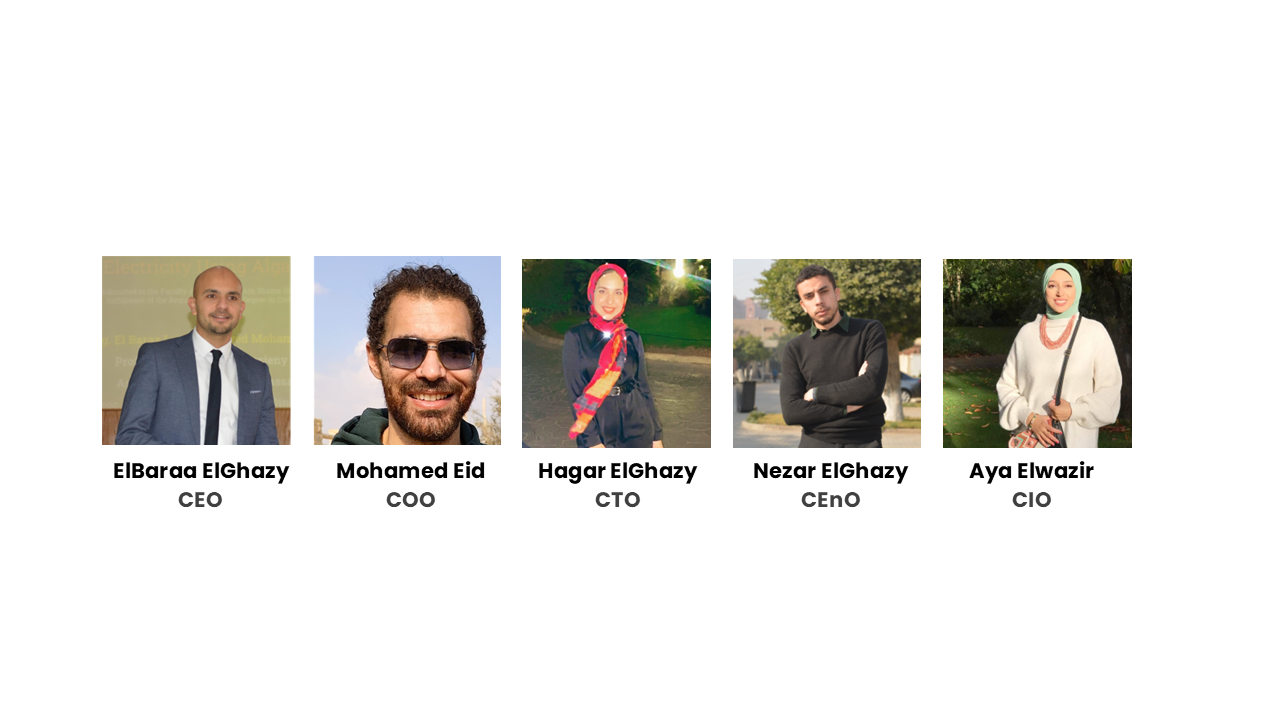 ElBaraa ElGhazy
CEO
Mohamed Eid
COO
Hagar ElGhazy
CTO
Nezar ElGhazy
CEnO
Aya Elwazir
CIO